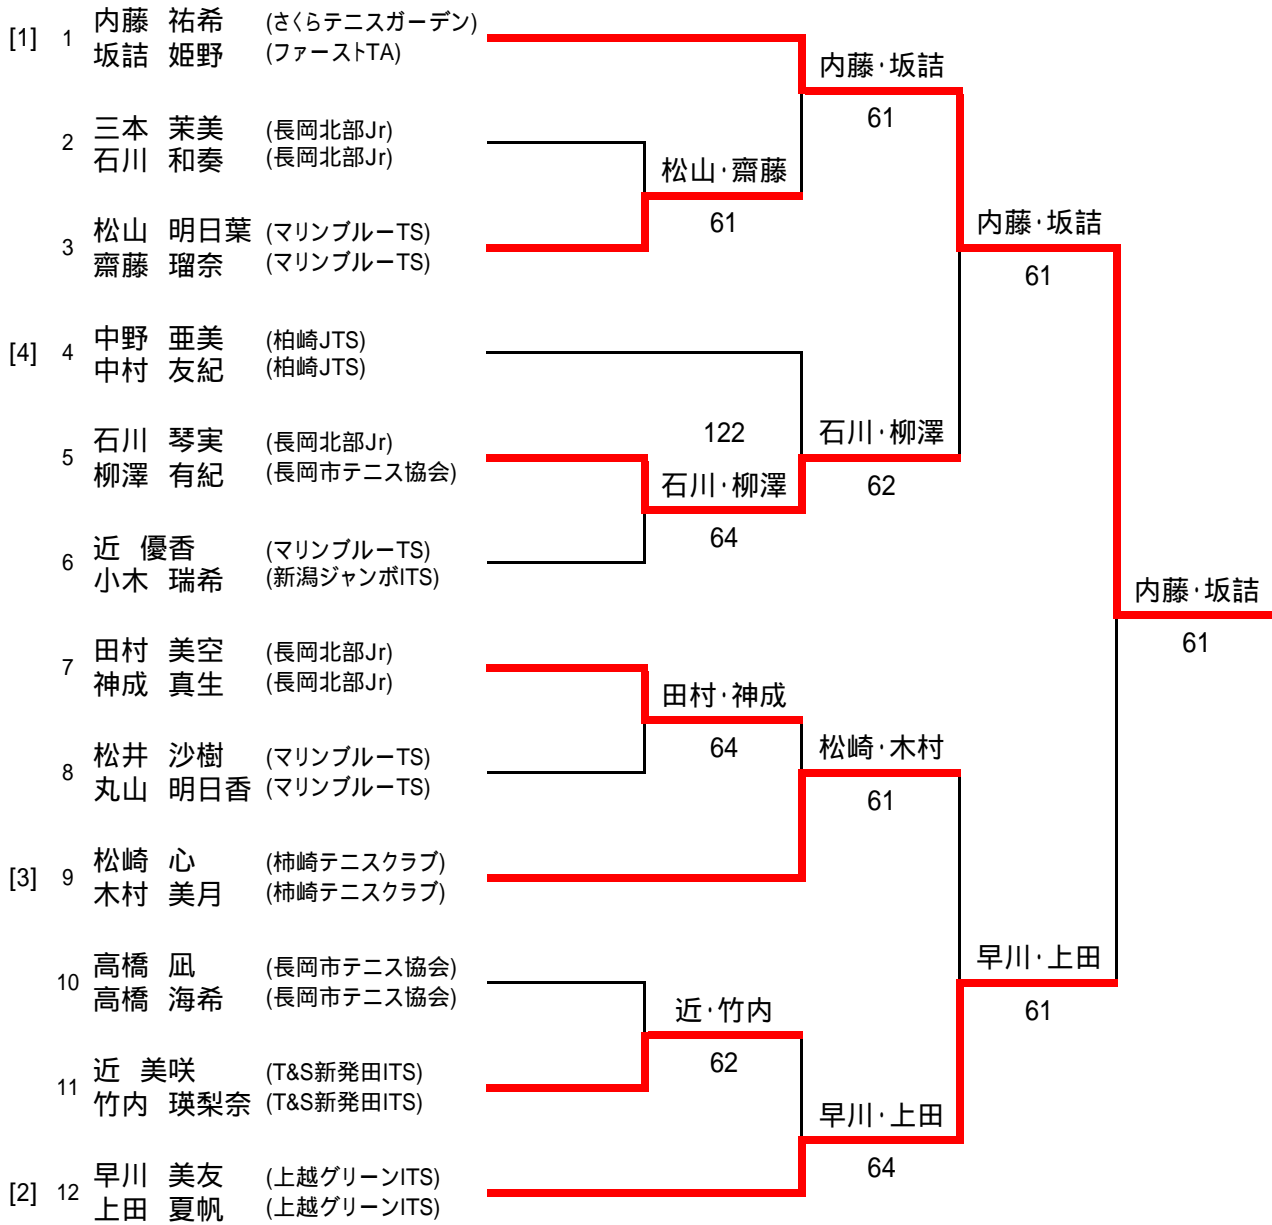 [1] 1 内藤 祐希 (さくらテニスガーデン)
坂詰 姫野 (ファーストTA)
内藤・坂詰
61
2 三本 茉美 (長岡北部Jr)
石川 和奏 (長岡北部Jr)
松山・齋藤
61
3 松山 明日葉 (マリンブルーTS)
齋藤 瑠奈 (マリンブルーTS)
内藤・坂詰
61
[4] 4 中野 亜美 (柏崎JTS)
中村 友紀 (柏崎JTS)
5 石川 琴実 (長岡北部Jr)
柳澤 有紀 (長岡市テニス協会)
122
石川・柳澤
62
石川・柳澤
64
6 近 優香 (マリンブルーTS)
小木 瑞希 (新潟ジャンボITS)
内藤・坂詰
61
7 田村 美空 (長岡北部Jr)
神成 真生 (長岡北部Jr)
田村・神成
64
8 松井 沙樹 (マリンブルーTS)
丸山 明日香 (マリンブルーTS)
松崎・木村
61
[3] 9 松崎 心 (柿崎テニスクラブ)
木村 美月 (柿崎テニスクラブ)
早川・上田
61
10 高橋 凪 (長岡市テニス協会)
高橋 海希 (長岡市テニス協会)
近・竹内
62
11 近 美咲 (T&S新発田ITS)
竹内 瑛梨奈 (T&S新発田ITS)
早川・上田
64
[2] 12 早川 美友 (上越グリーンITS)
上田 夏帆 (上越グリーンITS)